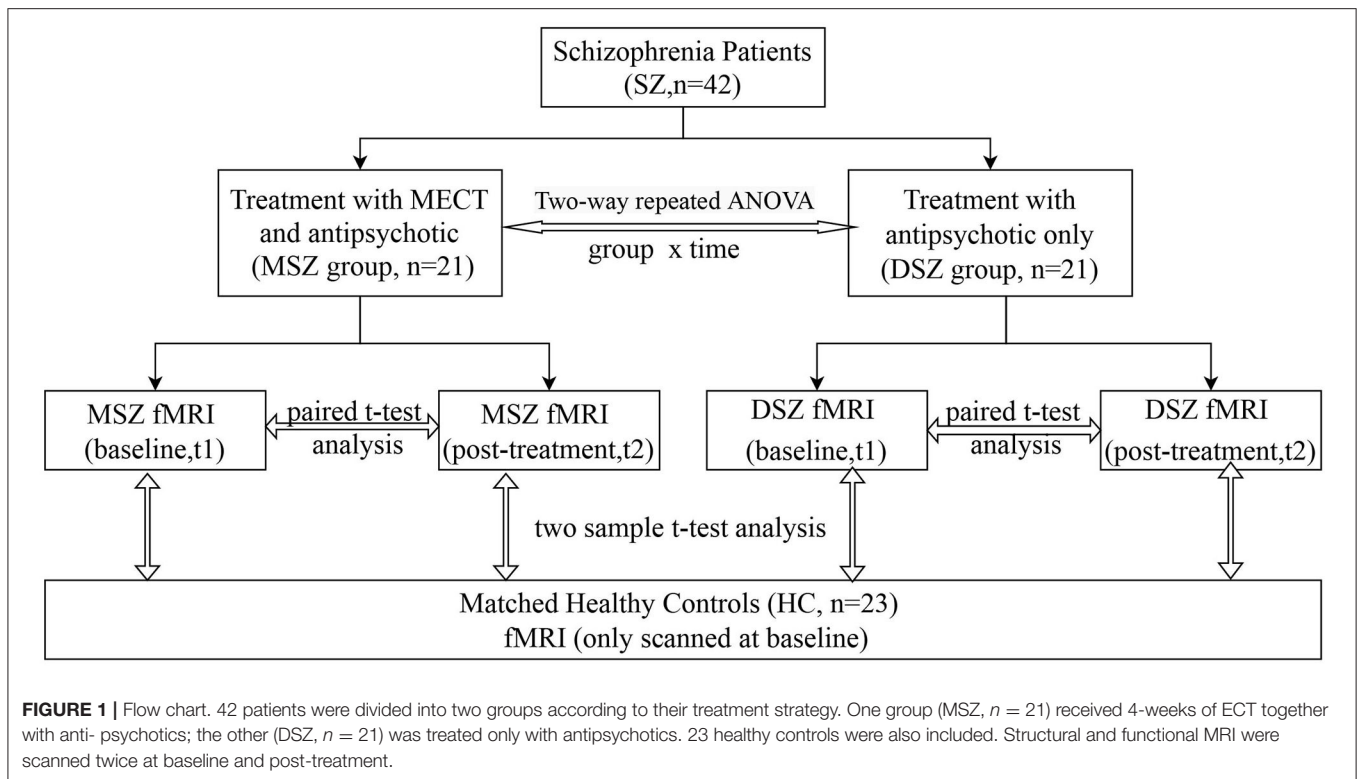 Schizophrenia Patients
(SZ,n=42)
Treatment with MECT
and antipsychotic
(MSZ group, n=21)
Two-way repeated ANOVA
group x time
Treatment with
antipsychotic only
(DSZ group, n=21)
MSZ fMRI
(baseline,t1)
paired t-test
analysis
MSZ fMRI
(post-treatment,t2)
DSZ fMRI
(baseline,t1)
paired t-test
analysis
DSZ fMRI
(post-treatment,t2)
two sample t-test analysis
Matched Healthy Controls (HC, n=23)
fMRI (only scanned at baseline)
FIGURE 1 | Flow chart. 42 patients were divided into two groups according to their treatment strategy. One group (MSZ, n = 21) received 4-weeks of ECT together
with anti- psychotics; the other (DSZ, n = 21) was treated only with antipsychotics. 23 healthy controls were also included. Structural and functional MRI were
scanned twice at baseline and post-treatment.